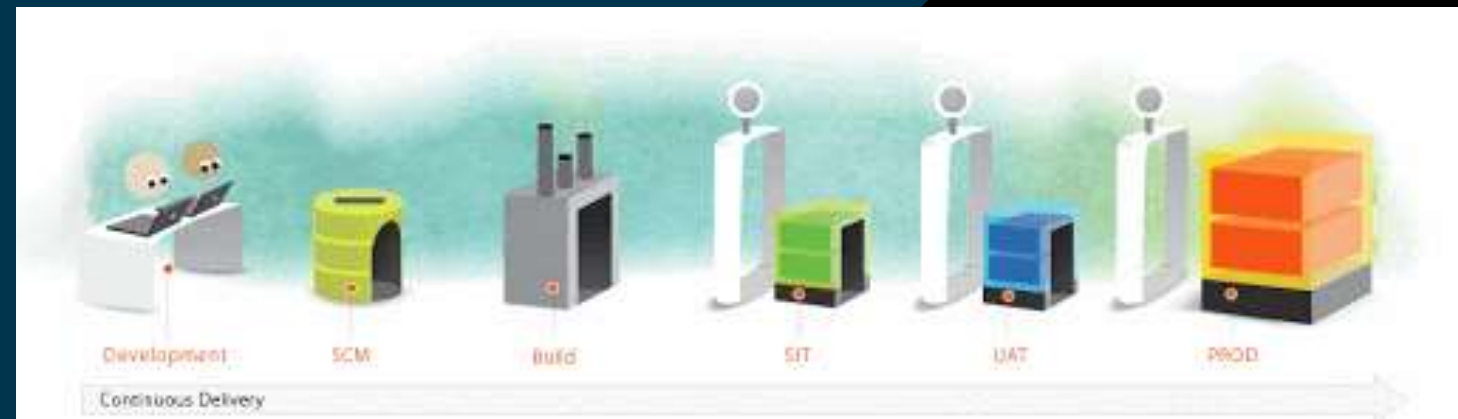 Development
SCM
Build
SIT
UAT
PROD
Continuous Delivery